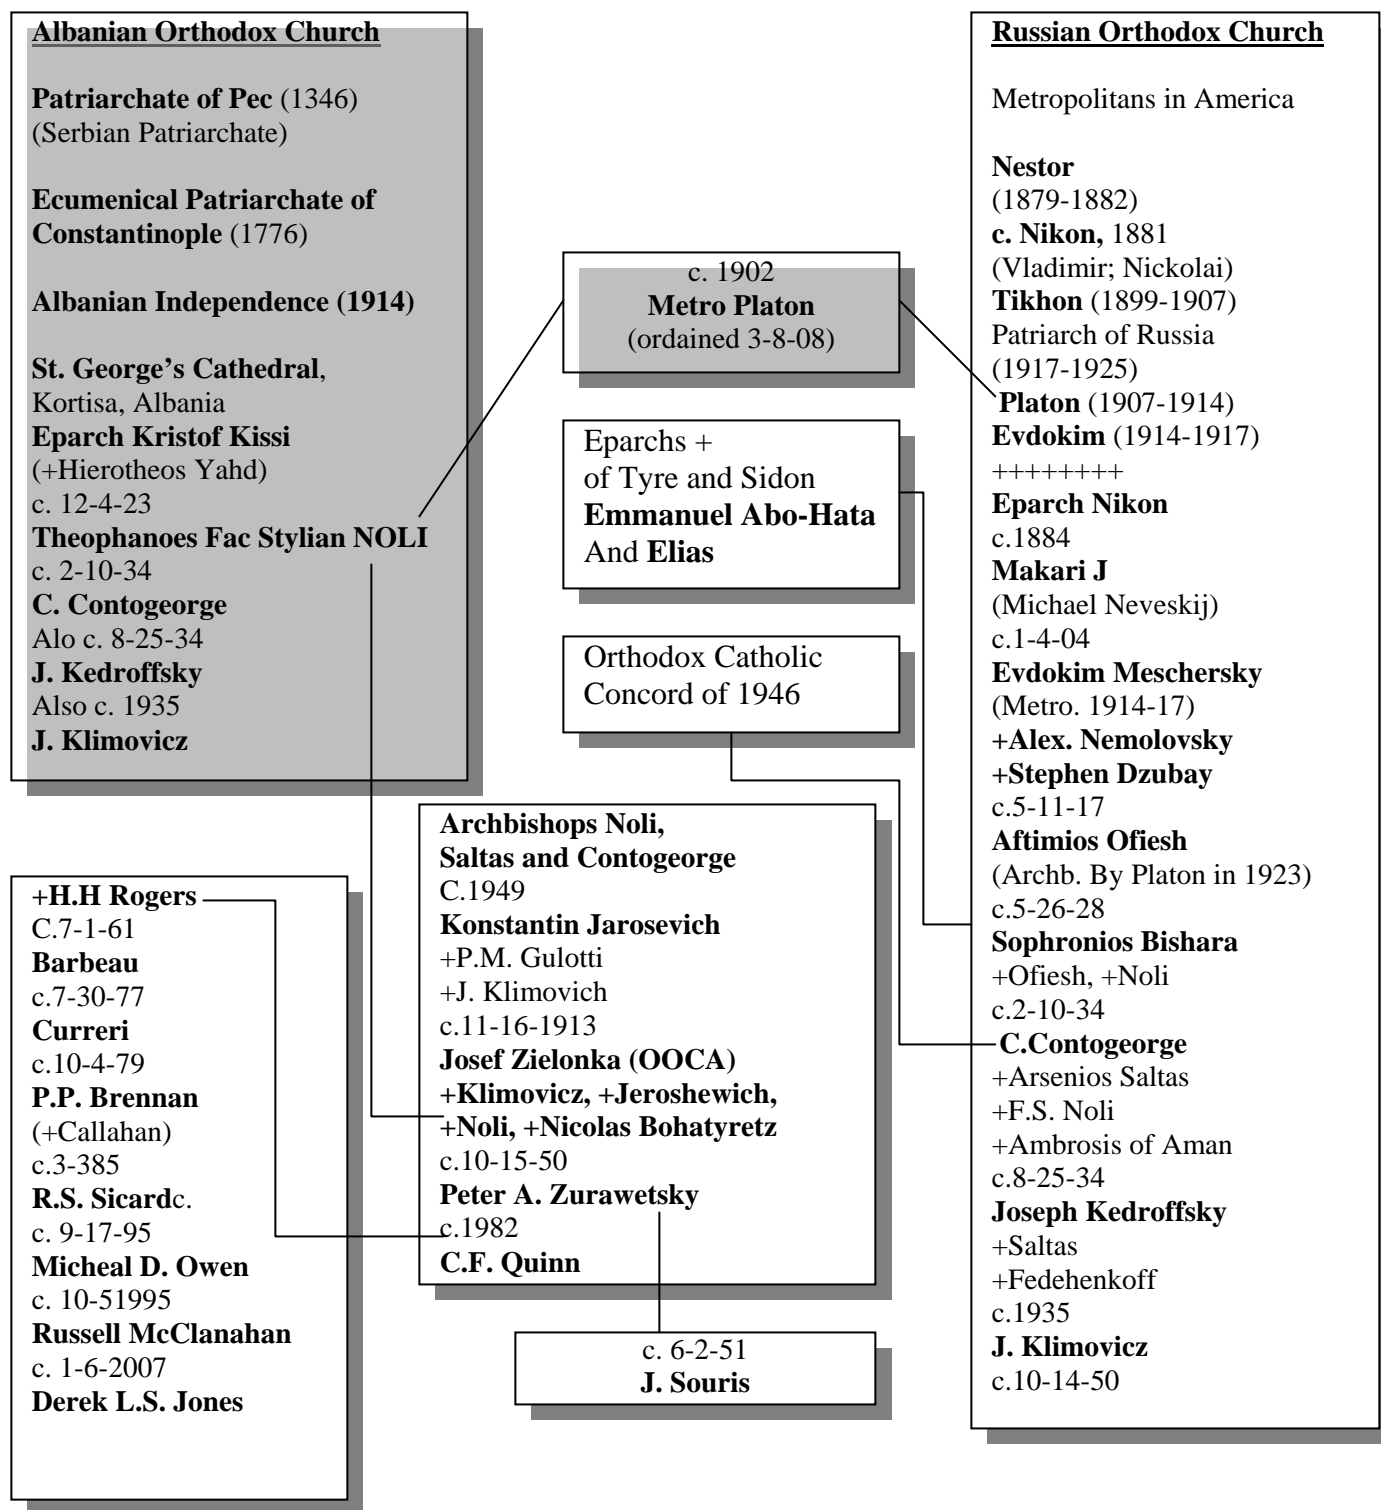 Albanian Orthodox Church
Patriarchate of Pec (1346)
(Serbian Patriarchate)
Ecumenical Patriarchate of
Constantinople (1776)
Albanian Independence (1914)
St. George's Cathedral,
Kortisa, Albania
Eparch Kristof Kissi
(+Hierotheos Yahd)
c. 12-4-23
Theophanoes Fac Stylian NOLI
c. 2-10-34
C. Contogeorge
Alo c. 8-25-34
J. Kedroffsky
Also c. 1935
J. Klimovicz
c. 1902
Metro Platon
(ordained 3-8-08)
Eparchs +
of Tyre and Sidon
Emmanuel Abo-Hata
And Elias
Orthodox Catholic
Concord of 1946
Russian Orthodox Church
Metropolitans in America
Nestor
(1879-1882)
c. Nikon, 1881
(Vladimir; Nickolai)
Tikhon (1899-1907)
Patriarch of Russia
(1917-1925)
Platon (1907-1914)
Evdokim (1914-1917)
++++++++
Eparch Nikon
c.1884
Makari J
(Michael Neveskij)
c.1-4-04
Evdokim Meschersky
(Metro. 1914-17)
+Alex. Nemolovsky
+Stephen Dzubay
c.5-11-17
Aftimios Ofiesh
(Archb. By Platon in 1923)
c.5-26-28
Sophronios Bishara
+Ofiesh, +Noli
c.2-10-34
C.Contogeorge
+Arsenios Saltas
+F.S. Noli
+Ambrosis of Aman
c.8-25-34
Joseph Kedroffsky
+Saltas
+Fedehenkoff
c.1935
J. Klimovicz
c.10-14-50
Archbishops Noli,
Saltas and Contogeorge
C.1949
Konstantin Jarosevich
+P.M. Gulotti
+J. Klimovich
c.11-16-1913
Josef Zielonka (OOCA)
+Klimovicz, +Jeroshewich,
+Noli, +Nicolas Bohatyretz
c.10-15-50
Peter A. Zurawetsky
c.1982
C.F. Quinn
c. 6-2-51
J. Souris
+H.H Rogers
C.7-1-61
Barbeau
c.7-30-77
Curreri
c.10-4-79
P.P. Brennan
(+Callahan)
c.3-385
R.S. Sicardc.
c. 9-17-95
Micheal D. Owen
c. 10-51995
Russell McClanahan
c. 1-6-2007
Derek L.S. Jones